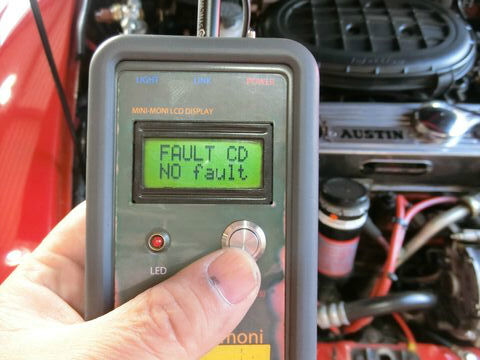 LIGHT LINK POWER
MINI-MONI LCD DISPLAY
FAULT CD
NO fault
AUSTIN
LED
moni